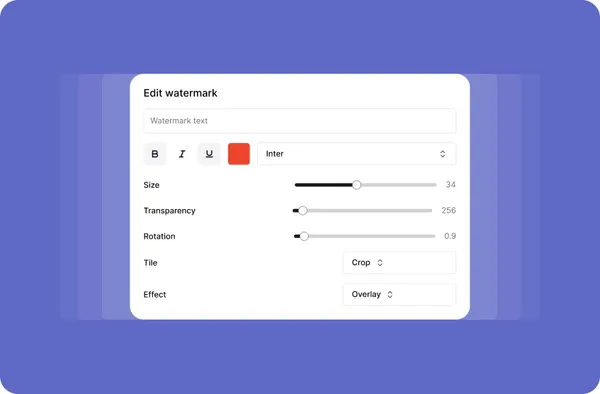 Edit watermark
Watermark text
B I U Inter
Size 34
Transparency 256
Rotation 0.9
Tile Crop
Effect Overlay